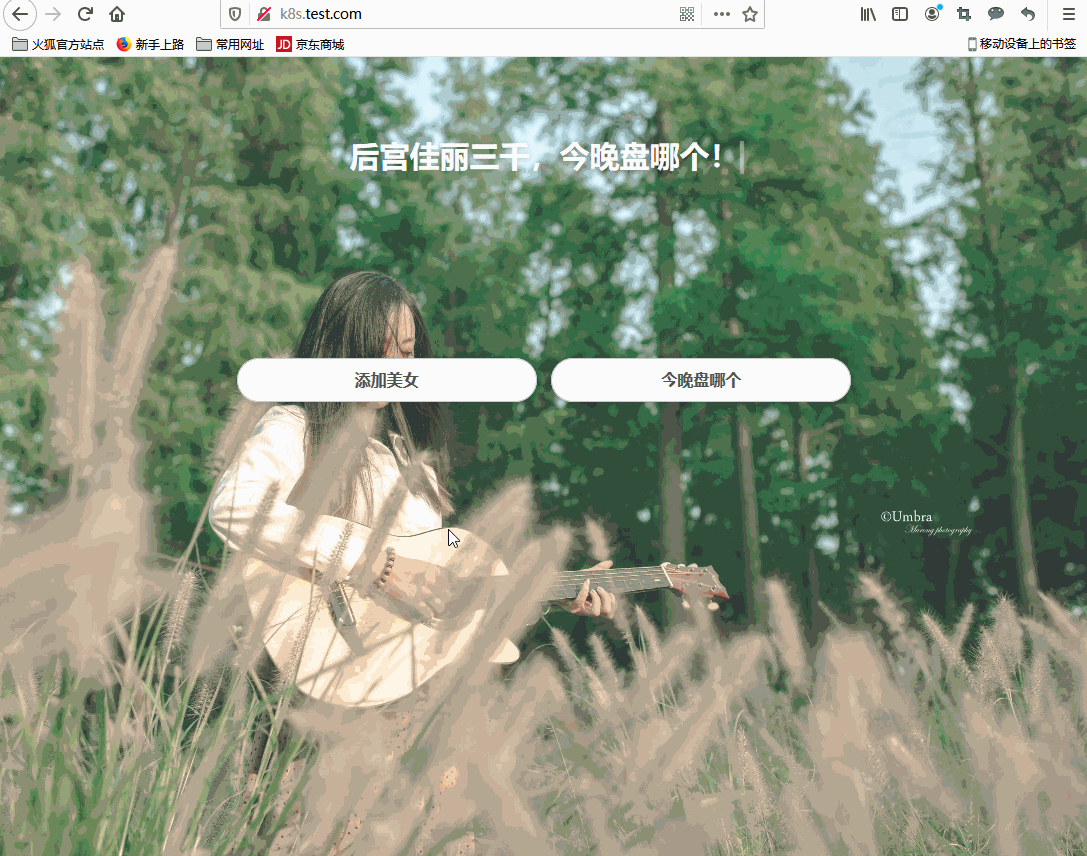 k8s.test.com
火狐官方站点 新手上路 常用网址 JD 京东商城 移动设备上的书签
后宫佳丽三千，今晚盘哪个！
添加美女 今晚盘哪个
©Umbra
Murong photography